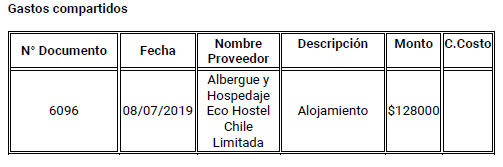 Gastos compartidos
N° Documento Fecha Nombre Proveedor Descripción Monto C.Costo
6096 08/07/2019 Albergue y Hospedaje Eco Hostel Chile Limitada Alojamiento $128000